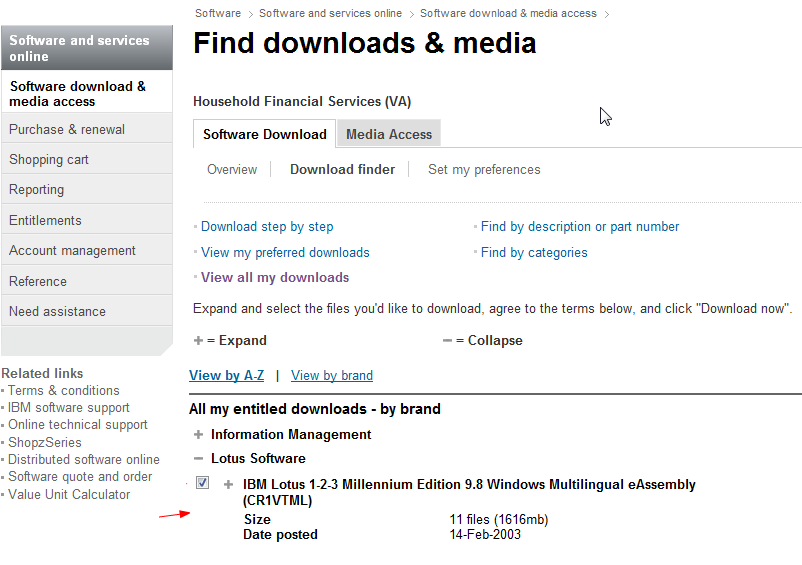 Software > Software and services online > Software download & media access >
Software and services online
Find downloads & media
Software download & media access
Purchase & renewal
Shopping cart
Reporting
Entitlements
Account management
Reference
Need assistance
Related links
Terms & conditions
IBM software support
Online technical support
ShopzSeries
Distributed software online
Software quote and order
Value Unit Calculator
Household Financial Services (VA)
Software Download Media Access
Overview Download finder Set my preferences
Download step by step Find by description or part number
View my preferred downloads Find by categories
View all my downloads
Expand and select the files you'd like to download, agree to the terms below, and click "Download now".
+ = Expand − = Collapse
View by A-Z | View by brand
All my entitled downloads - by brand
+ Information Management
− Lotus Software
+ IBM Lotus 1-2-3 Millennium Edition 9.8 Windows Multilingual eAssembly
(CR1VTML)
Size 11 files (1616mb)
Date posted 14-Feb-2003